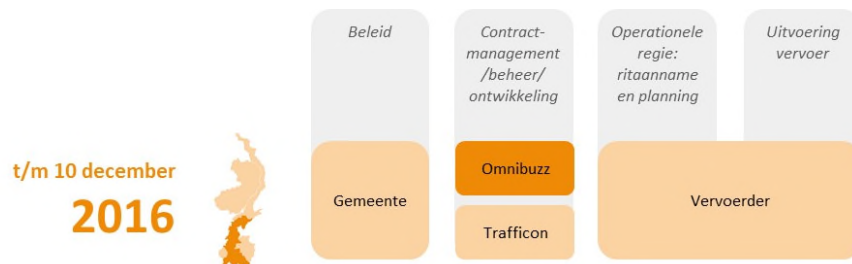 Beleid
Contract-
management
/beheer/
ontwikkeling
Operationele
regie:
ritaanname
en planning
Uitvoering
vervoer
t/m 10 december
2016
Gemeente
Omnibuzz
Trafficon
Vervoerder